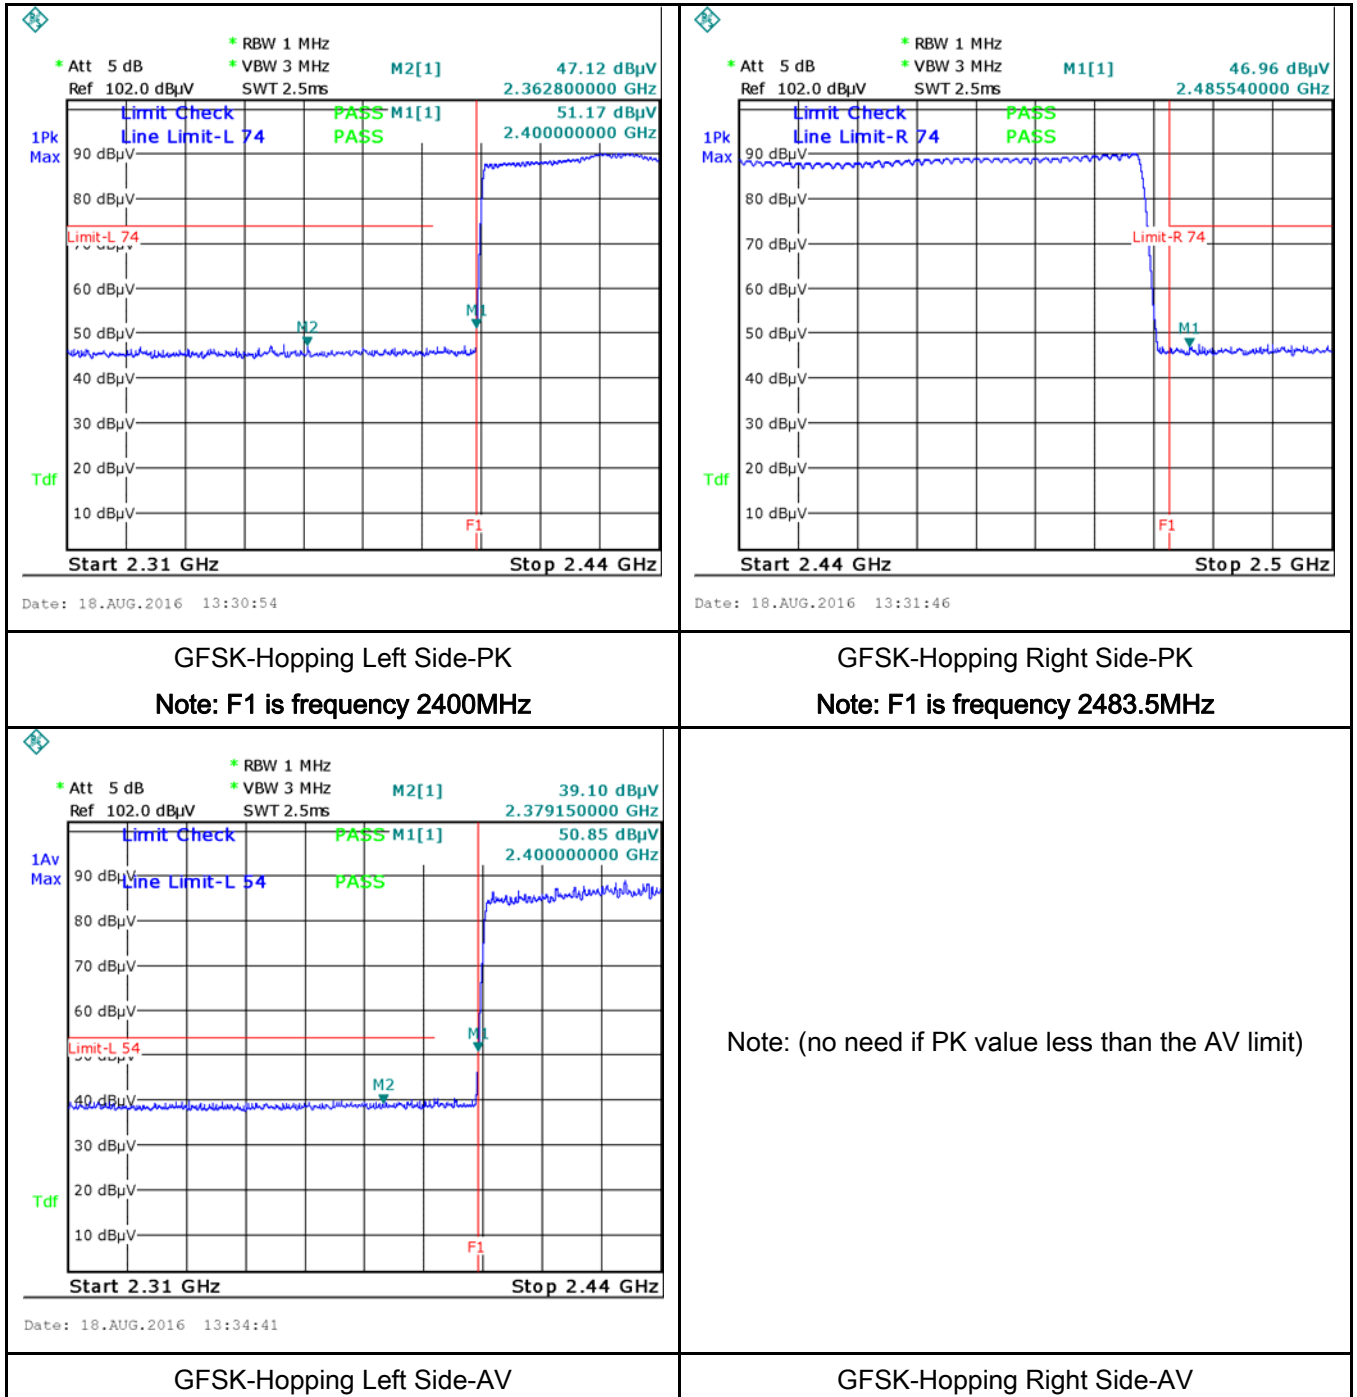 * RBW 1 MHz
* Att 5 dB * VBW 3 MHz M2[1] 47.12 dBµV
Ref 102.0 dBµV SWT 2.5ms 2.362800000 GHz
Limit Check PASS M1[1] 51.17 dBµV
1Pk Line Limit-L 74 PASS 2.400000000 GHz
Max 90 dBµV
80 dBµV
Limit-L 74
70 dBµV
60 dBµV
M1
M2
50 dBµV
40 dBµV
30 dBµV
20 dBµV
Tdf
10 dBµV
F1
Start 2.31 GHz Stop 2.44 GHz
Date: 18.AUG.2016 13:30:54
* RBW 1 MHz
* Att 5 dB * VBW 3 MHz M1[1] 46.96 dBµV
Ref 102.0 dBµV SWT 2.5ms 2.485540000 GHz
Limit Check PASS
1Pk Line Limit-R 74 PASS
Max 90 dBµV
80 dBµV
Limit-R 74
70 dBµV
60 dBµV
M1
50 dBµV
40 dBµV
30 dBµV
20 dBµV
Tdf
10 dBµV
F1
Start 2.44 GHz Stop 2.5 GHz
Date: 18.AUG.2016 13:31:46
GFSK-Hopping Left Side-PK
Note: F1 is frequency 2400MHz
GFSK-Hopping Right Side-PK
Note: F1 is frequency 2483.5MHz
* RBW 1 MHz
* Att 5 dB * VBW 3 MHz M2[1] 39.10 dBµV
Ref 102.0 dBµV SWT 2.5ms 2.379150000 GHz
Limit Check PASS M1[1] 50.85 dBµV
1Av 2.400000000 GHz
Max 90 dBµV Line Limit-L 54 PASS
80 dBµV
70 dBµV
60 dBµV
M1
Limit-L 54
50 dBµV
M2
40 dBµV
30 dBµV
20 dBµV
Tdf
10 dBµV
F1
Start 2.31 GHz Stop 2.44 GHz
Date: 18.AUG.2016 13:34:41
Note: (no need if PK value less than the AV limit)
GFSK-Hopping Left Side-AV
GFSK-Hopping Right Side-AV